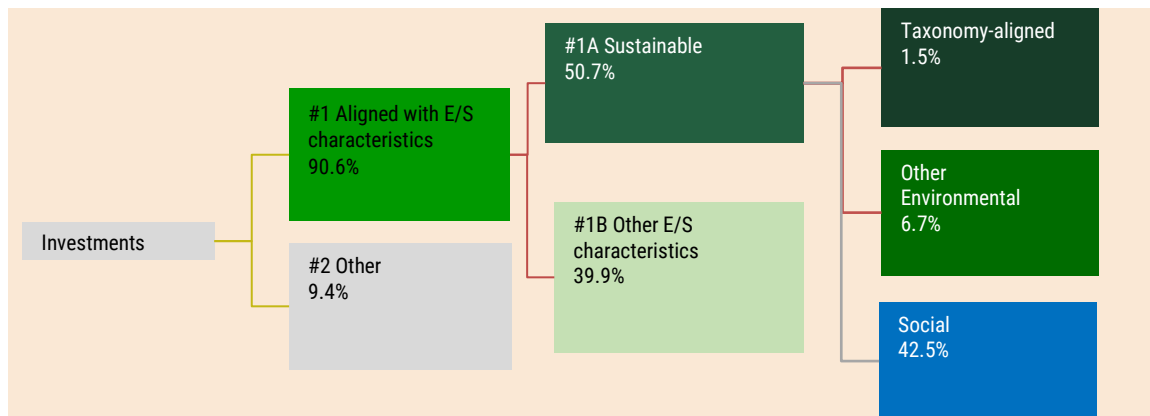 Investments
#1 Aligned with E/S
characteristics
90.6%
#2 Other
9.4%
#1A Sustainable
50.7%
#1B Other E/S
characteristics
39.9%
Taxonomy-aligned
1.5%
Other
Environmental
6.7%
Social
42.5%